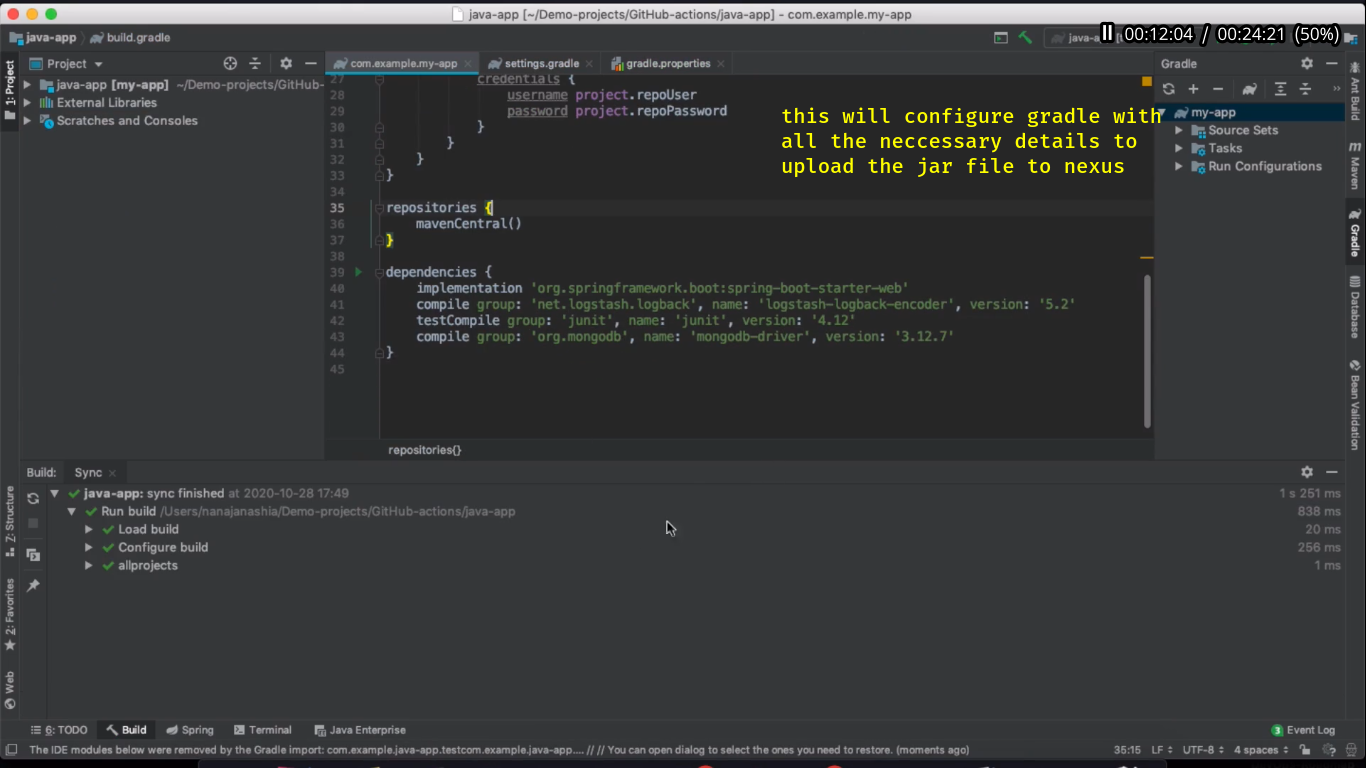 java-app [~/Demo-projects/GitHub-actions/java-app] - com.example.my-app
java-app build.gradle
00:12:04 / 00:24:21 (50%)
1: Project
Project
java-app [my-app] ~/Demo-projects/GitHub-
External Libraries
Scratches and Consoles
com.example.my-app settings.gradle gradle.properties
27 credentials {
28 username project.repoUser
29 password project.repoPassword
30 }
31 }
32 }
33 }
34
35 repositories {
36 mavenCentral()
37 }
38
39 dependencies {
40 implementation 'org.springframework.boot:spring-boot-starter-web'
41 compile group: 'net.logstash.logback', name: 'logstash-logback-encoder', version: '5.2'
42 testCompile group: 'junit', name: 'junit', version: '4.12'
43 compile group: 'org.mongodb', name: 'mongodb-driver', version: '3.12.7'
44 }
45
repositories{}
this will configure gradle with
all the neccessary details to
upload the jar file to nexus
Gradle
my-app
Source Sets
Tasks
Run Configurations
Ant Build
Maven
Gradle
Database
Bean Validation
Build: Sync
java-app: sync finished at 2020-10-28 17:49 1 s 251 ms
Run build /Users/nanajanashia/Demo-projects/GitHub-actions/java-app 838 ms
Load build 20 ms
Configure build 256 ms
allprojects 1 ms
Z: Structure
2: Favorites
Web
6: TODO Build Spring Terminal Java Enterprise 3 Event Log
The IDE modules below were removed by the Gradle import: com.example.java-app.testcom.example.java-app.... // // You can open dialog to select the ones you need to restore. (moments ago) 35:15 LF UTF-8 4 spaces